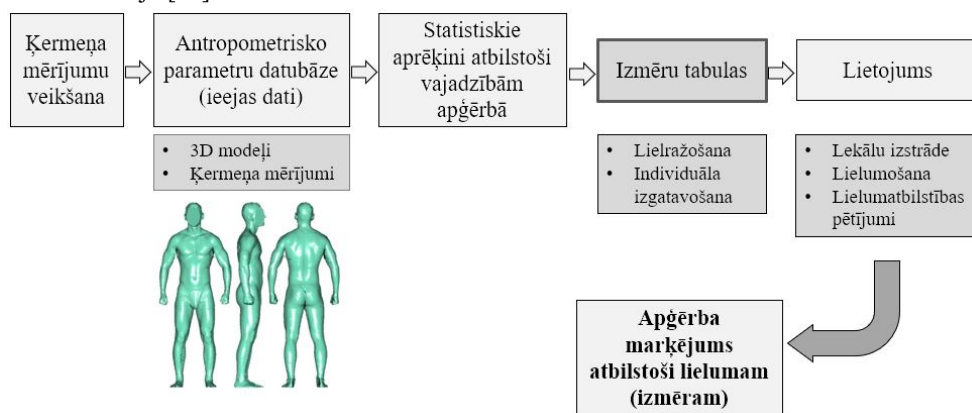 Ķermeņa
mērījumu
veikšana
Antropometrisko
parametru datubāze
(ieejas dati)
Statistiskie
aprēķini atbilstoši
vajadzībām
apģērbā
Izmēru tabulas
Lietojums
• 3D modeļi
• Ķermeņa mērījumi
• Lielražošana
• Individuāla
izgatavošana
• Lekālu izstrāde
• Lielumošana
• Lielumatbilstības
pētījumi
Apģērba
marķējums
atbilstoši lielumam
(izmēram)